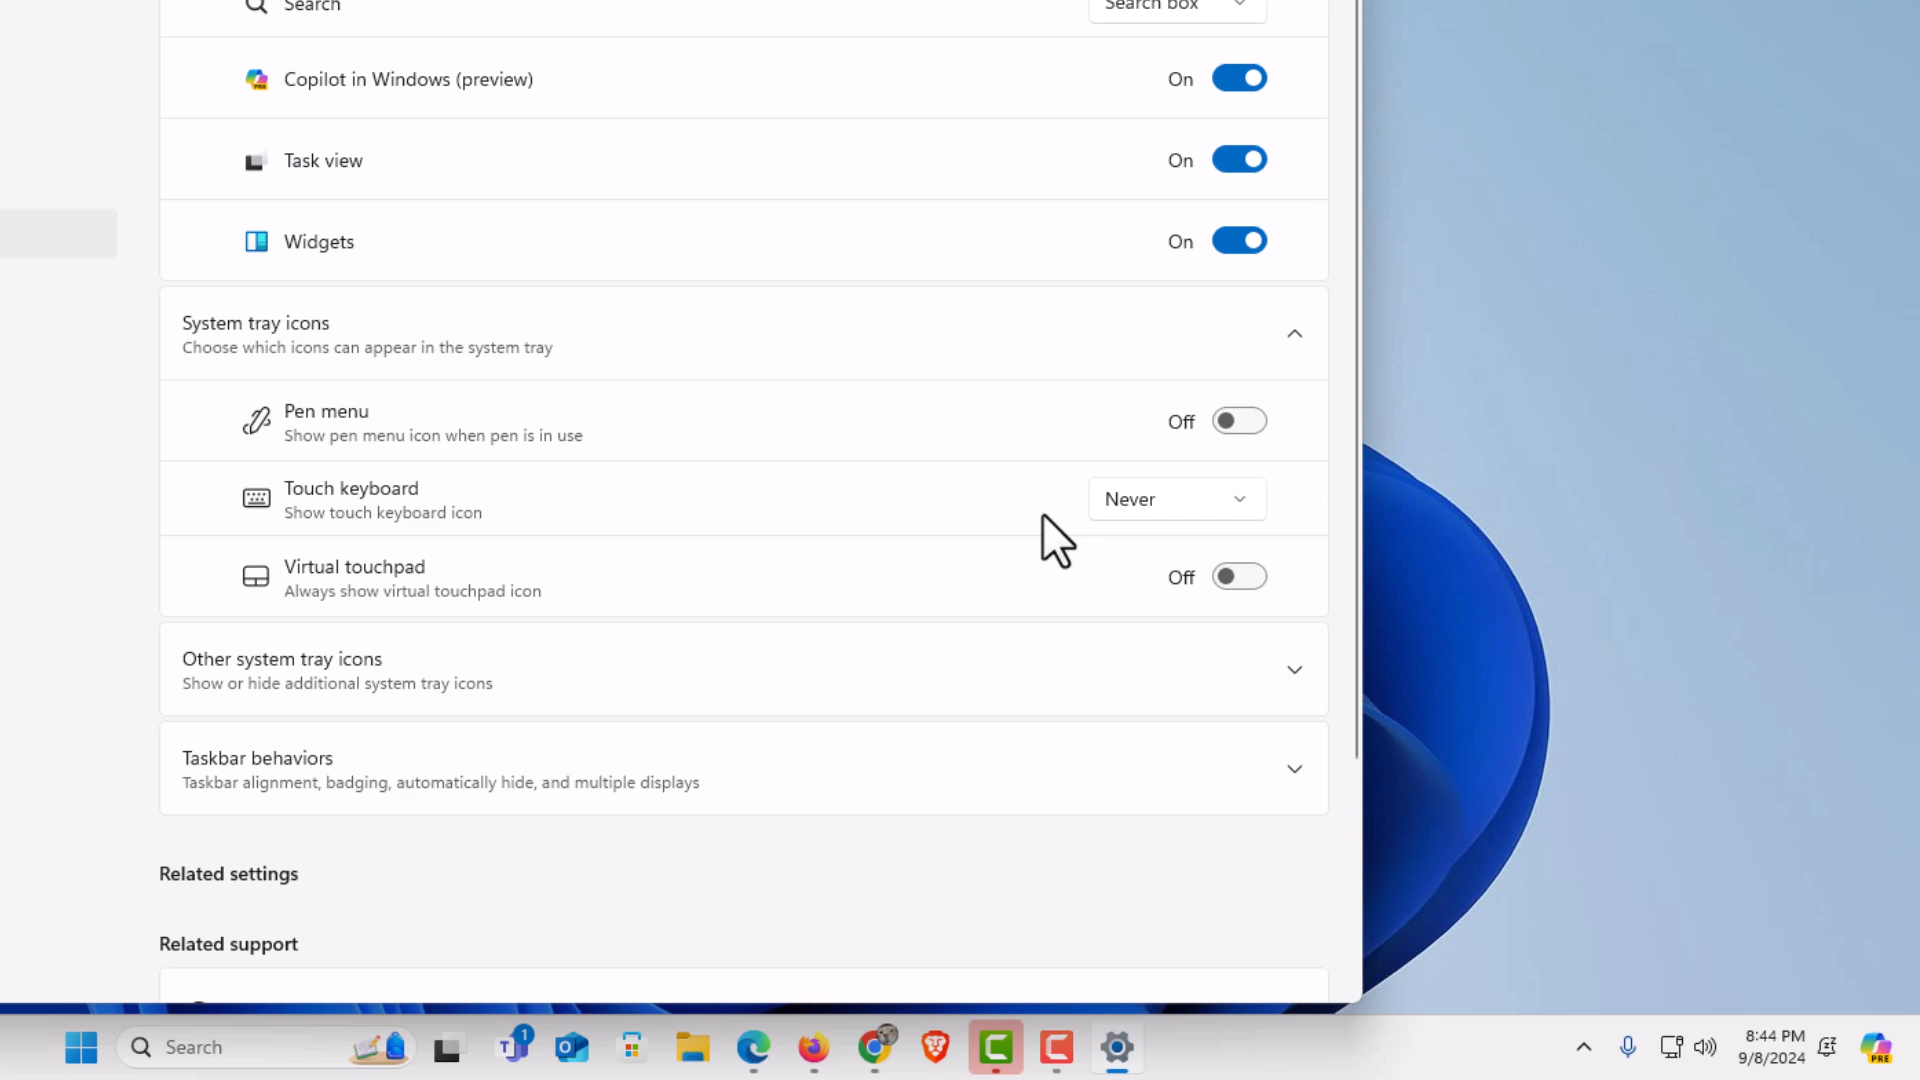 Search
Search box
Copilot in Windows (preview)
On
Task view
On
Widgets
On
System tray icons
Choose which icons can appear in the system tray
Pen menu
Show pen menu icon when pen is in use
Off
Touch keyboard
Show touch keyboard icon
Never
Virtual touchpad
Always show virtual touchpad icon
Off
Other system tray icons
Show or hide additional system tray icons
Taskbar behaviors
Taskbar alignment, badging, automatically hide, and multiple displays
Related settings
Related support
Search
1
8:44 PM
9/8/2024
PRE